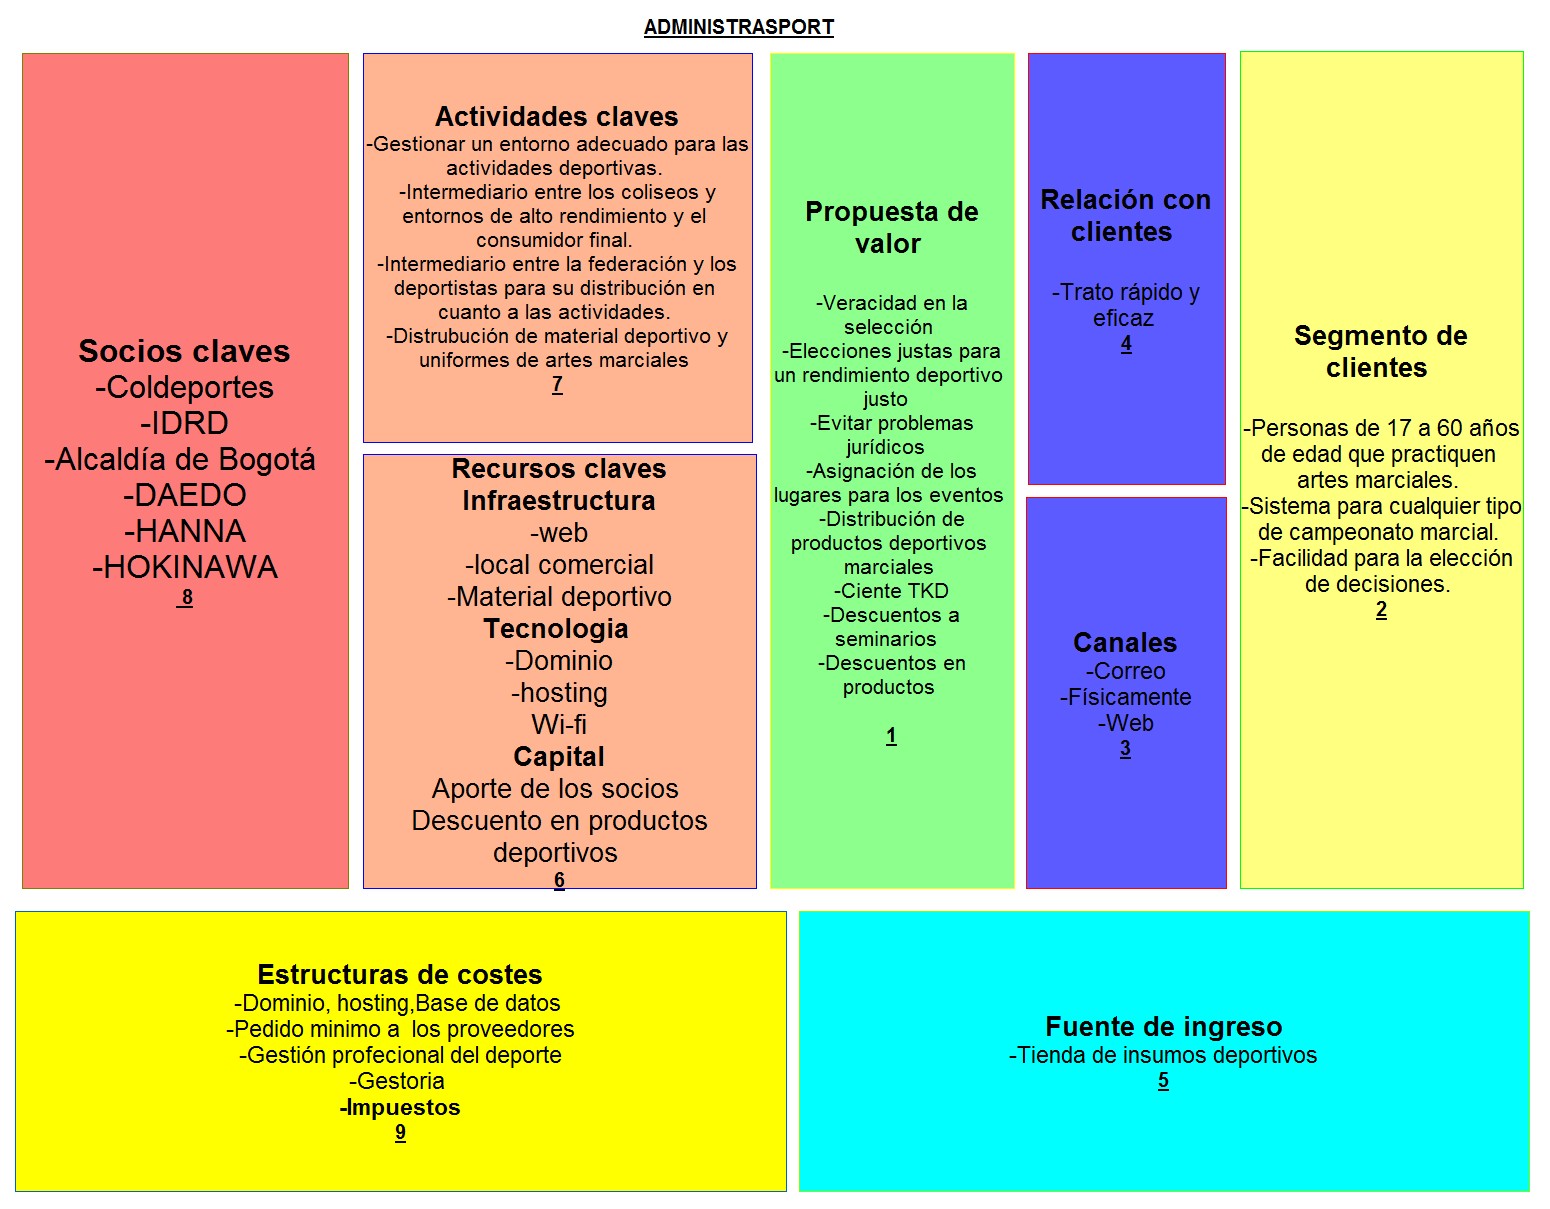 ADMINISTRASPORT
Socios claves
-Coldeportes
-IDRD
-Alcaldía de Bogotá
-DAEDO
-HANNA
-HOKINAWA
8
Actividades claves
-Gestionar un entorno adecuado para las
actividades deportivas.
-Intermediario entre los coliseos y
entornos de alto rendimiento y el
consumidor final.
-Intermediario entre la federación y los
deportistas para su distribución en
cuanto a las actividades.
-Distrubución de material deportivo y
uniformes de artes marciales
7
Recursos claves
Infraestructura
-web
-local comercial
-Material deportivo
Tecnologia
-Dominio
-hosting
Wi-fi
Capital
Aporte de los socios
Descuento en productos
deportivos
6
Propuesta de
valor
-Veracidad en la
selección
-Elecciones justas para
un rendimiento deportivo
justo
-Evitar problemas
jurídicos
-Asignación de los
lugares para los eventos
-Distribución de
productos deportivos
marciales
-Ciente TKD
-Descuentos a
seminarios
-Descuentos en
productos
1
Relación con
clientes
-Trato rápido y
eficaz
4
Canales
-Correo
-Físicamente
-Web
3
Segmento de
clientes
-Personas de 17 a 60 años
de edad que practiquen
artes marciales.
-Sistema para cualquier tipo
de campeonato marcial.
-Facilidad para la elección
de decisiones.
2
Estructuras de costes
-Dominio, hosting,Base de datos
-Pedido minimo a  los proveedores
-Gestión profecional del deporte
-Gestoria
-Impuestos
9
Fuente de ingreso
-Tienda de insumos deportivos
5